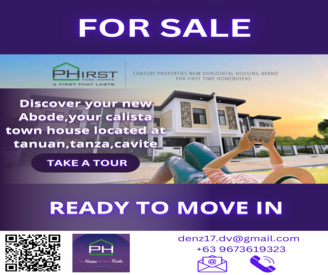 FOR SALE
PHIRST
PARK HOMES
A FIRST THAT LASTS
CENTURY PROPERTIES NEW HORIZONTAL HOUSING BRAND
FOR FIRST TIME HOMEBUYERS
Discover your new
Abode,your calista
town house located at
tanuan,tanza,cavite
TAKE A TOUR
READY TO MOVE IN
PH
denz17.dv@gmail.com
+63 9673619323